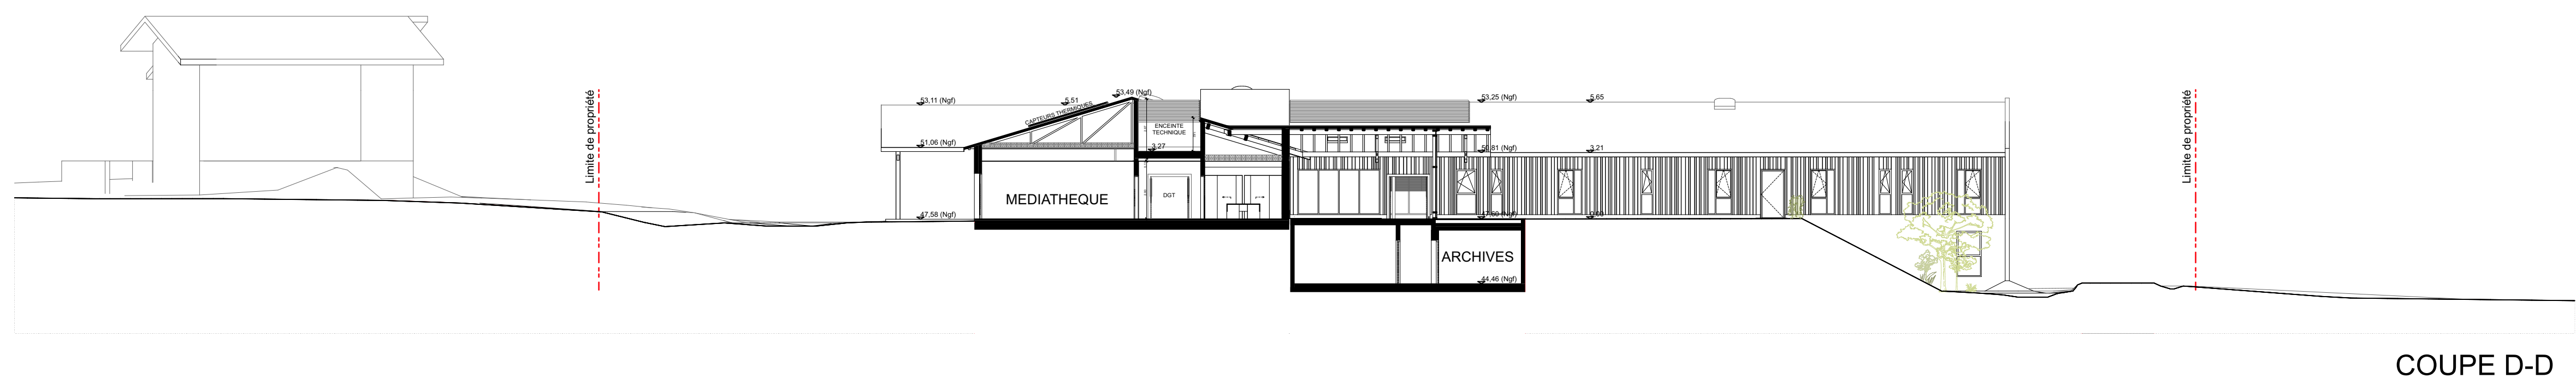 Limite de propriété
53,11 (Ngf)
5.51
53,49 (Ngf)
CAPTEURS THERMIQUES
ENCEINTE
TECHNIQUE
53,25 (Ngf)
5,65
Limite de propriété
51,06 (Ngf)
3.27
50,81 (Ngf)
3,21
MEDIATHEQUE
DGT
47,58 (Ngf)
ARCHIVES
44,46 (Ngf)
COUPE D-D